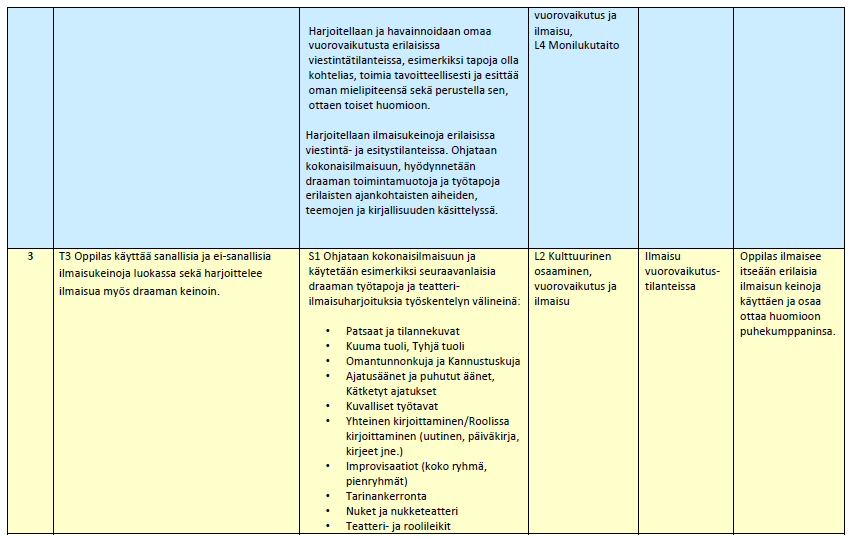 Harjoitellaan ja havainnoidaan omaa
vuorovaikutusta erilaisissa
viestintätilanteissa, esimerkiksi tapoja olla
kohtelias, toimia tavoitteellisesti ja esittää
oman mielipiteensä sekä perustella sen,
ottaen toiset huomioon.
Harjoitellaan ilmaisukeinoja erilaisissa
viestintä- ja esitystilanteissa. Ohjataan
kokonaisilmaisuun, hyödynnetään
draaman toimintamuotoja ja työtapoja
erilaisten ajankohtaisten aiheiden,
teemojen ja kirjallisuuden käsittelyssä.
vuorovaikutus ja
ilmaisu,
L4 Monilukutaito
3
T3 Oppilas käyttää sanallisia ja ei-sanallisia
ilmaisukeinoja luokassa sekä harjoittelee
ilmaisua myös draaman keinoin.
S1 Ohjataan kokonaisilmaisuun ja
käytetään esimerkiksi seuraavanlaisia
draaman työtapoja ja teatteri-
ilmaisuharjoituksia työskentelyn välineinä:
• Patsaat ja tilannekuvat
• Kuuma tuoli, Tyhjä tuoli
• Omantunnonkuja ja Kannustuskuja
• Ajatusäänet ja puhutut äänet,
Kätketyt ajatukset
• Kuvalliset työtavat
• Yhteinen kirjoittaminen/Roolissa
kirjoittaminen (uutinen, päiväkirja,
kirjeet jne.)
• Improvisaatiot (koko ryhmä,
pienryhmät)
• Tarinankerronta
• Nuket ja nukketeatteri
• Teatteri- ja roolileikit
L2 Kulttuurinen
osaaminen,
vuorovaikutus ja
ilmaisu
Ilmaisu
vuorovaikutus-
tilanteissa
Oppilas ilmaisee
itseään erilaisia
ilmaisun keinoja
käyttäen ja osaa
ottaa huomioon
puhekumppaninsa.